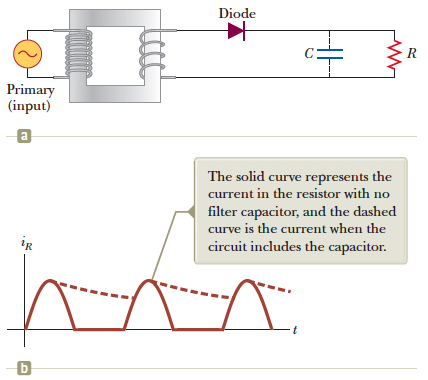 Diode
C
R
Primary
(input)
a
The solid curve represents the
current in the resistor with no
filter capacitor, and the dashed
curve is the current when the
circuit includes the capacitor.
iR
t
b